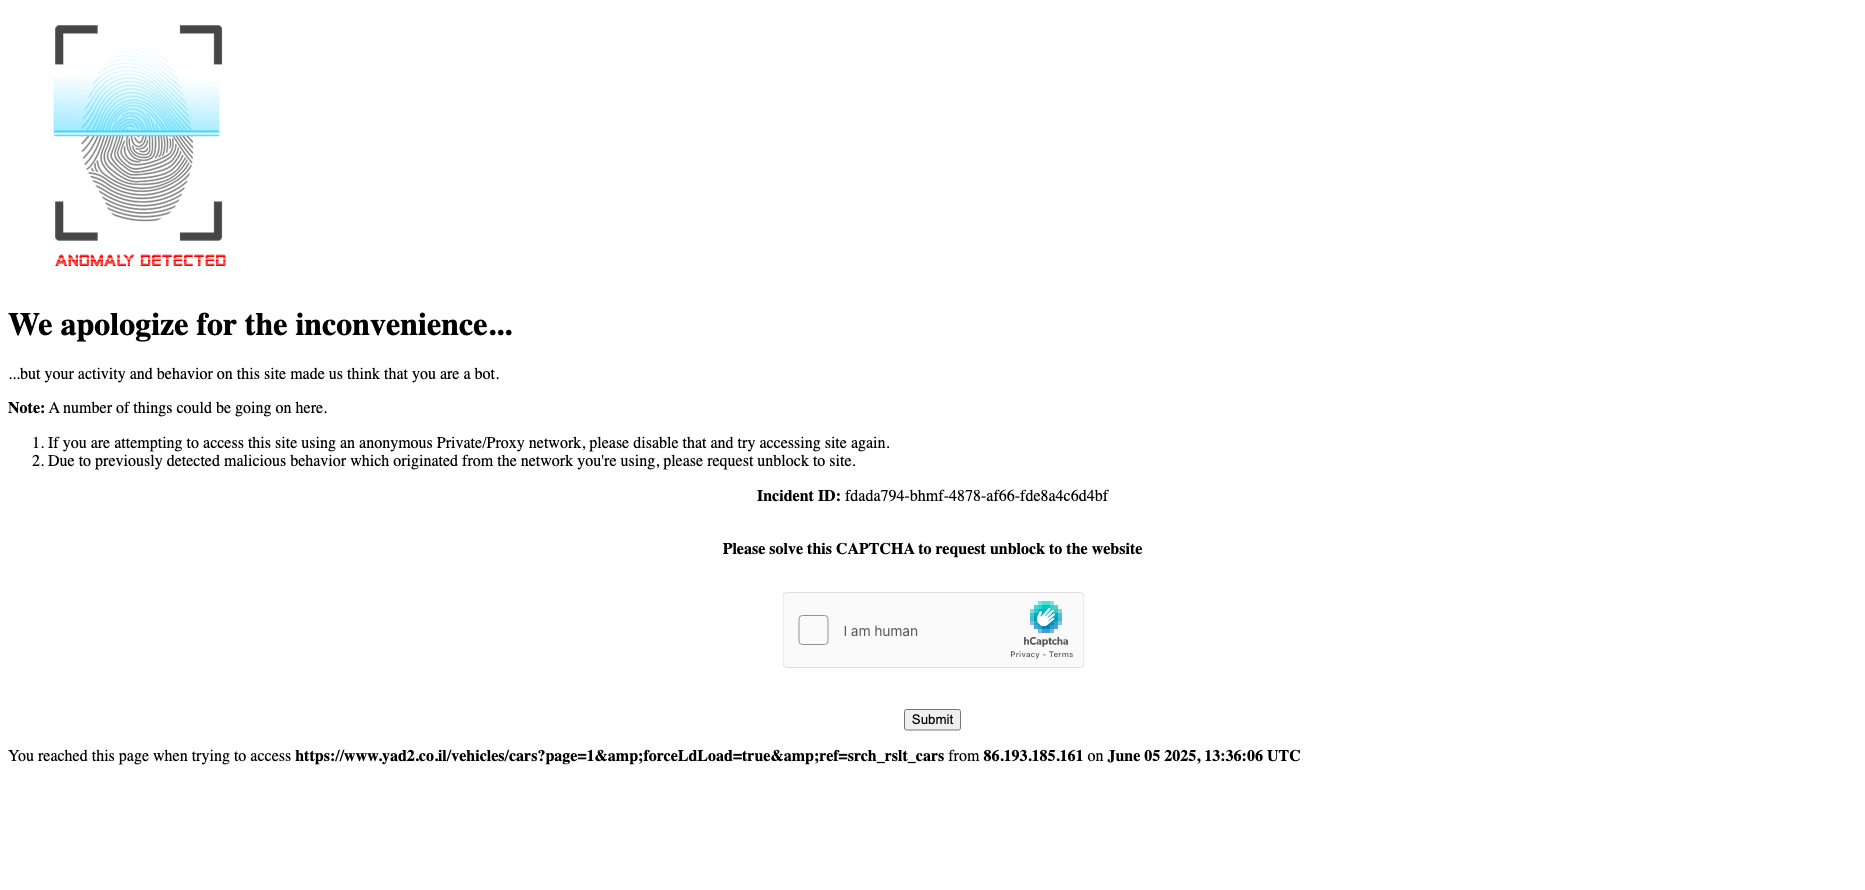 ANOMALY DETECTED
We apologize for the inconvenience...
...but your activity and behavior on this site made us think that you are a bot.
Note: A number of things could be going on here.
1. If you are attempting to access this site using an anonymous Private/Proxy network, please disable that and try accessing site again.
2. Due to previously detected malicious behavior which originated from the network you're using, please request unblock to site.
Incident ID: fdada794-bhmf-4878-af66-fde8a4c6d4bf
Please solve this CAPTCHA to request unblock to the website
I am human
hCaptcha
Privacy - Terms
Submit
You reached this page when trying to access https://www.yad2.co.il/vehicles/cars?page=1&amp;forceLdLoad=true&amp;ref=srch_rslt_cars from 86.193.185.161 on June 05 2025, 13:36:06 UTC